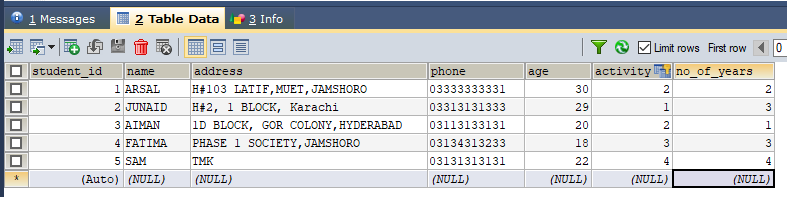 1 Messages 2 Table Data 3 Info
Limit rows First row 0
student_id name address phone age activity no_of_years
1 ARSAL H#103 LATIF,MUET,JAMSHORO 03333333331 30 2 2
2 JUNAID H#2, 1 BLOCK, Karachi 03313131333 29 1 3
3 AIMAN 1D BLOCK, GOR COLONY,HYDERABAD 03113133131 20 2 1
4 FATIMA PHASE 1 SOCIETY,JAMSHORO 03134313233 18 3 3
5 SAM TMK 03131313131 22 4 4
* (Auto) (NULL) (NULL) (NULL) (NULL) (NULL) (NULL)